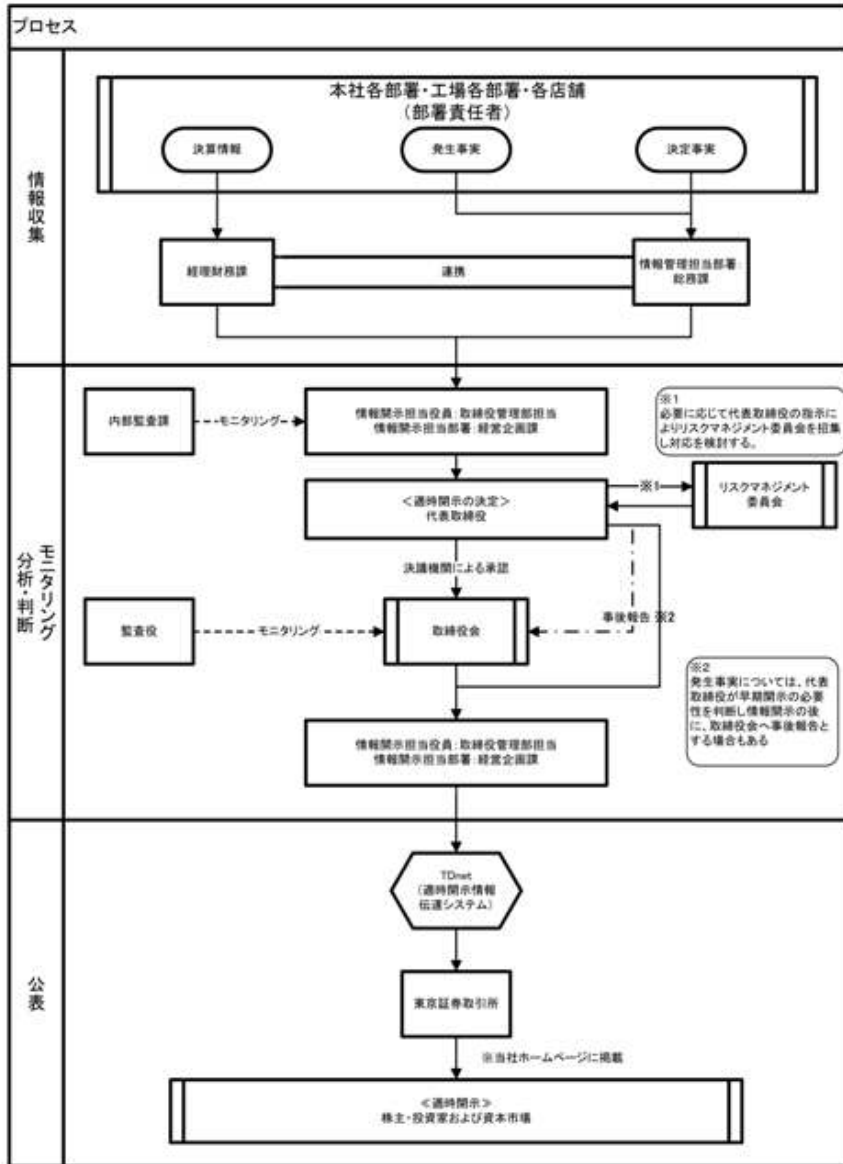 プロセス
情報収集
本社各部署・工場各部署・各店舗
(部署責任者)
決算情報
発生事実
決定事実
経理財務課
連携
情報管理担当部署:
総務課
モニタリング
分析・判断
内部監査課
モニタリング
情報開示担当役員:取締役管理部担当
情報開示担当部署:経営企画課
※1
必要に応じて代表取締役の指示に
よりリスクマネジメント委員会を招集
し対応を検討する。
<適時開示の決定>
代表取締役
※1
リスクマネジメント
委員会
決議機関による承認
監査役
モニタリング
取締役会
事後報告 ※2
※2
発生事実については、代表
取締役が早期開示の必要
性を判断し情報開示の後
に、取締役会へ事後報告と
する場合もある
情報開示担当役員:取締役管理部担当
情報開示担当部署:経営企画課
公表
TDnet
(適時開示情報
伝達システム)
東京証券取引所
※当社ホームページに掲載
≪適時開示≫
株主・投資家および資本市場